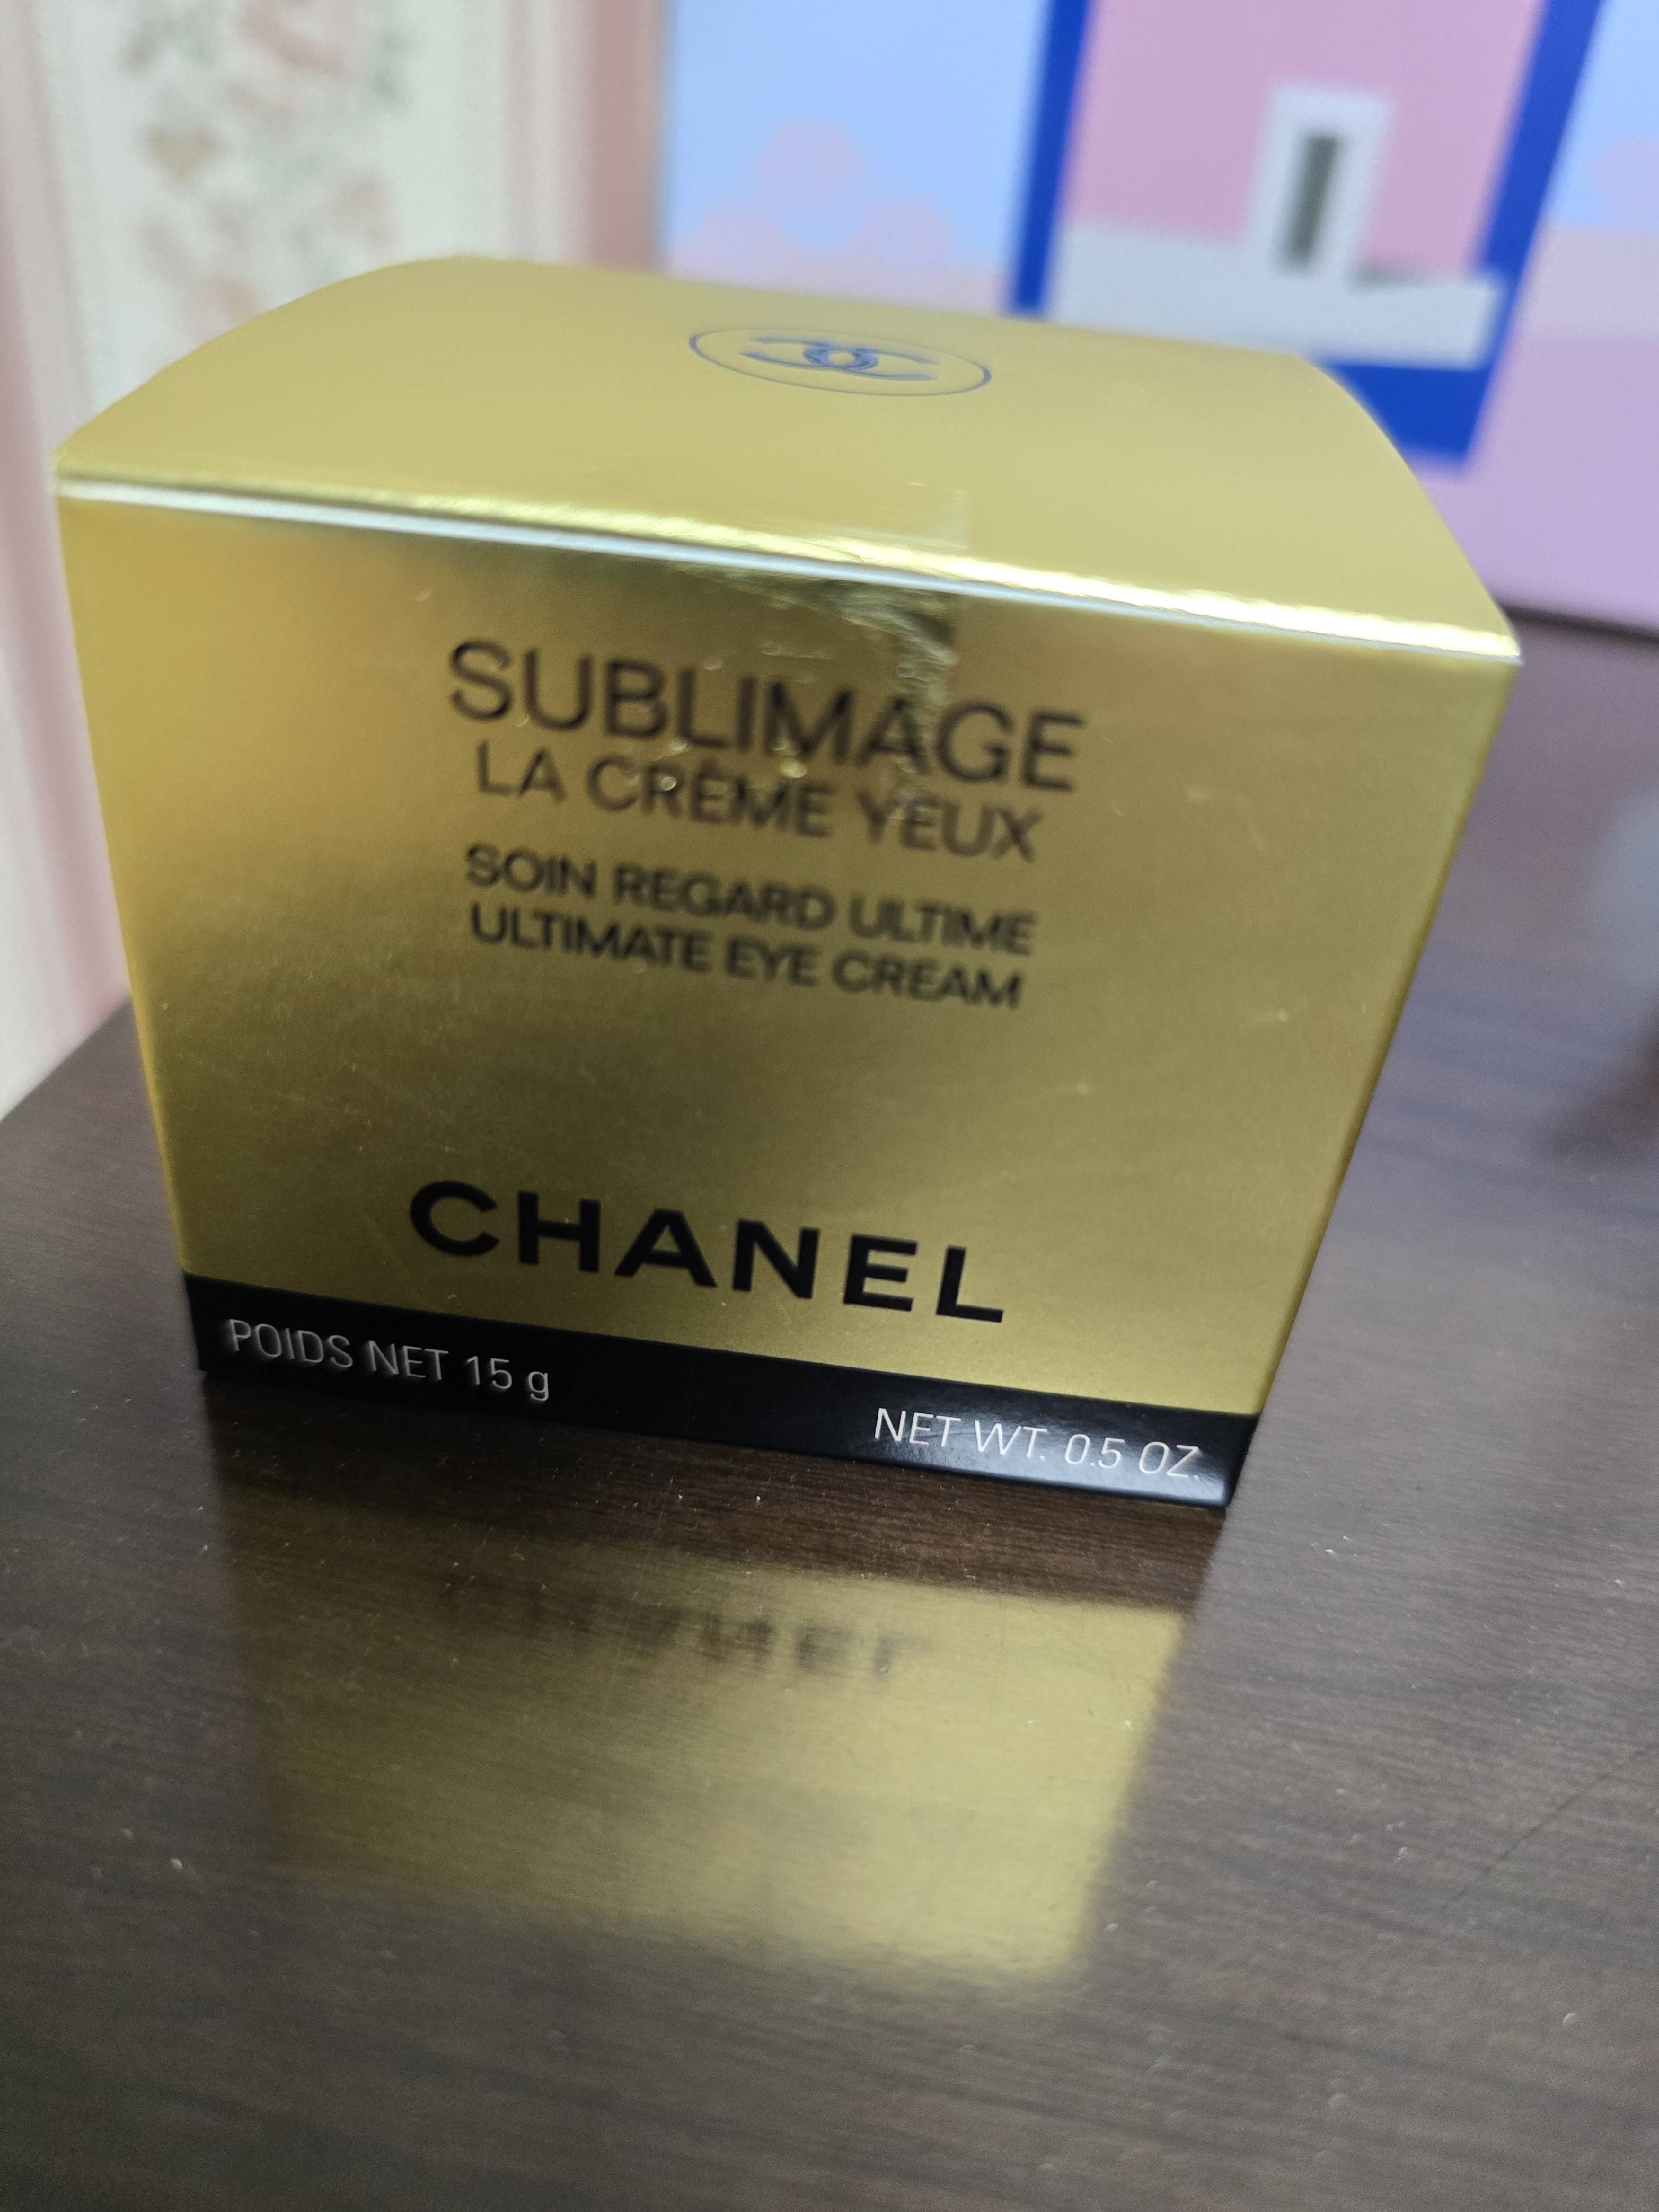 SUBLIMAGE
LA CRÈME YEUX
SOIN REGARD ULTIME
ULTIMATE EYE CREAM
CHANEL
POIDS NET 15 g
NET WT. 0.5 OZ.